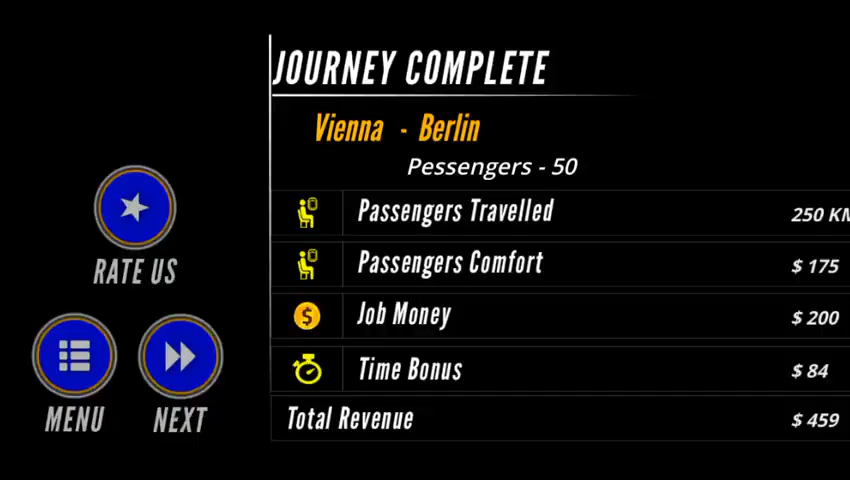 JOURNEY COMPLETE
Vienna - Berlin
Pessengers - 50
Passengers Travelled 250 KM
Passengers Comfort $ 175
Job Money $ 200
Time Bonus $ 84
Total Revenue $ 459
RATE US
MENU NEXT